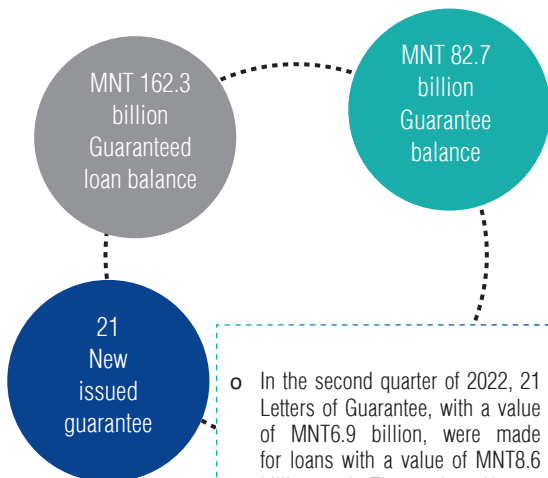 MNT 162.3
billion
Guaranteed
loan balance
MNT 82.7
billion
Guarantee
balance
21
New
issued
guarantee
o In the second quarter of 2022, 21
Letters of Guarantee, with a value
of MNT6.9 billion, were made
for loans with a value of MNT8.6